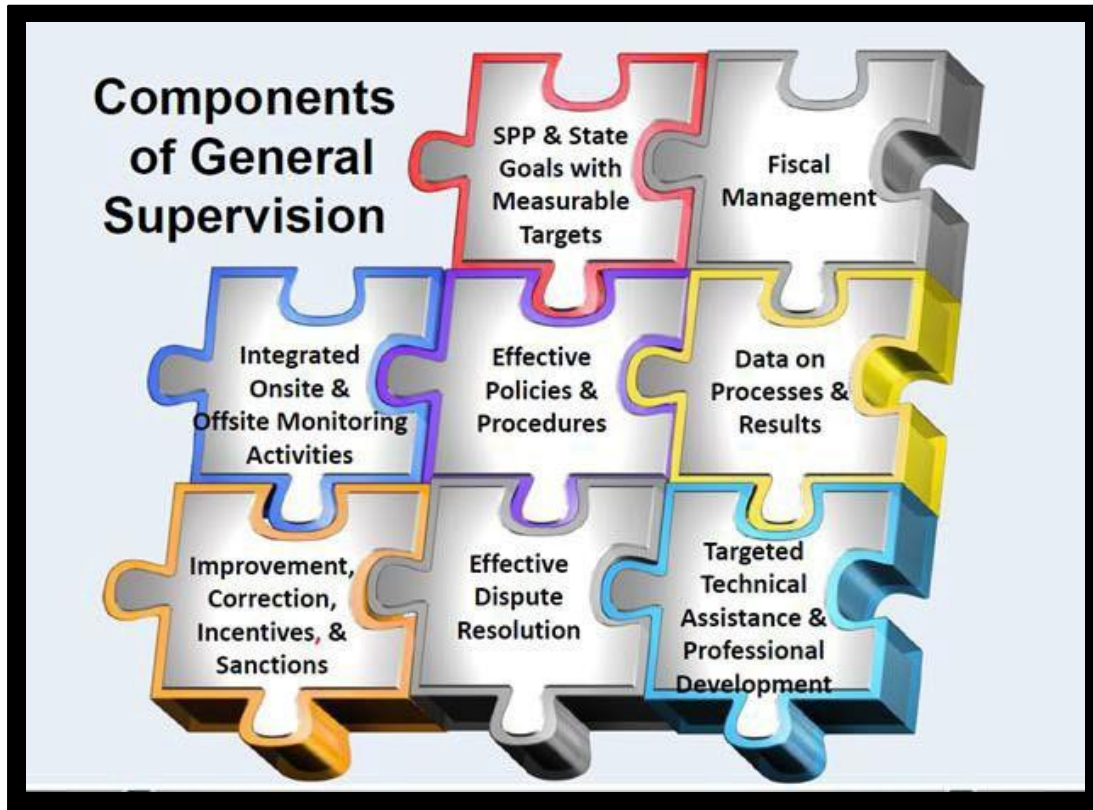 Components
of General
Supervision
SPP & State
Goals with
Measurable
Targets
Fiscal
Management
Integrated
Onsite &
Offsite Monitoring
Activities
Effective
Policies &
Procedures
Data on
Processes &
Results
Improvement,
Correction,
Incentives, &
Sanctions
Effective
Dispute
Resolution
Targeted
Technical
Assistance &
Professional
Development